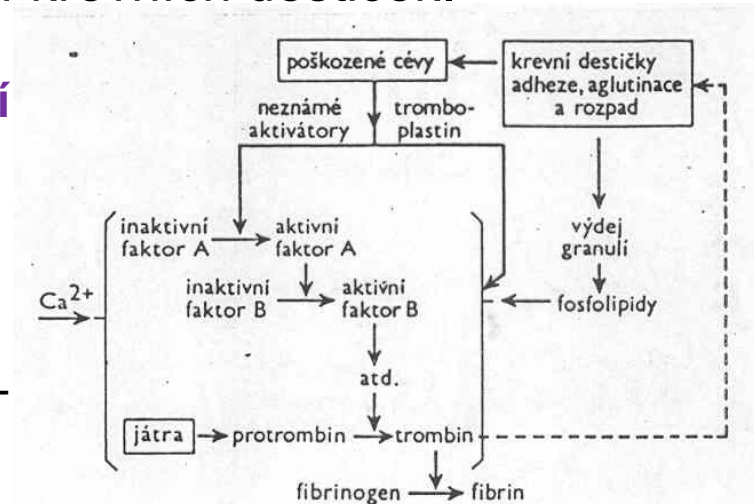 í
poškozené cévy
krevní destičky
adheze, aglutinace
a rozpad
neznámé
aktivátory
trombo-
plastin
inaktivní
faktor A
aktivní
faktor A
výdej
granulí
inaktivní
faktor B
aktivní
faktor B
Ca2+
fosfolipidy
atd.
játra
protrombin
trombin
fibrinogen
fibrin